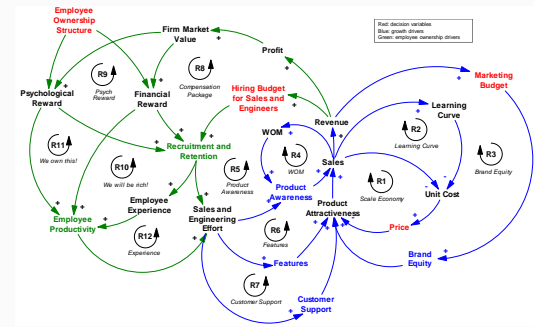 Employee
Ownership
Structure
Firm Market
Value
Red: decision variables
Blue: growth drivers
Green: employee ownership drivers
Profit
R9
Psych
Reward
R8
Compensation
Package
Psychological
Reward
Financial
Reward
Hiring Budget
for Sales and
Engineers
Marketing
Budget
Learning
Curve
Revenue
R2
Learning Curve
WOM
R11
We own this!
Recruitment and
Retention
R4
WOM
R3
Brand Equity
R10
We will be rich!
R5
Product
Awareness
Sales
R1
Scale Economy
Product
Awareness
Unit Cost
Employee
Experience
Sales and
Engineering
Effort
Product
Attractiveness
Employee
Productivity
R12
Experience
R6
Features
Price
Features
Brand
Equity
R7
Customer Support
Customer
Support